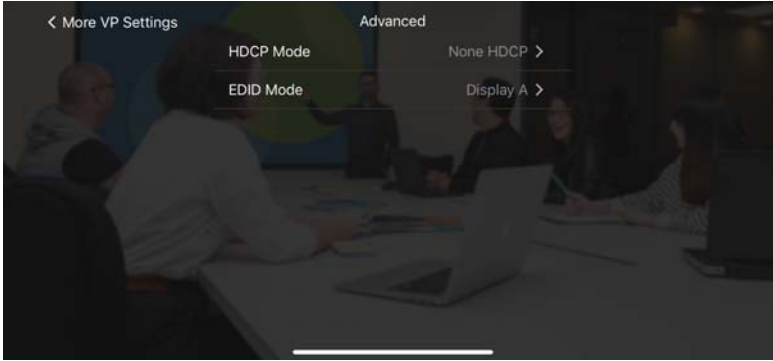 < More VP Settings Advanced
HDCP Mode None HDCP >
EDID Mode Display A >